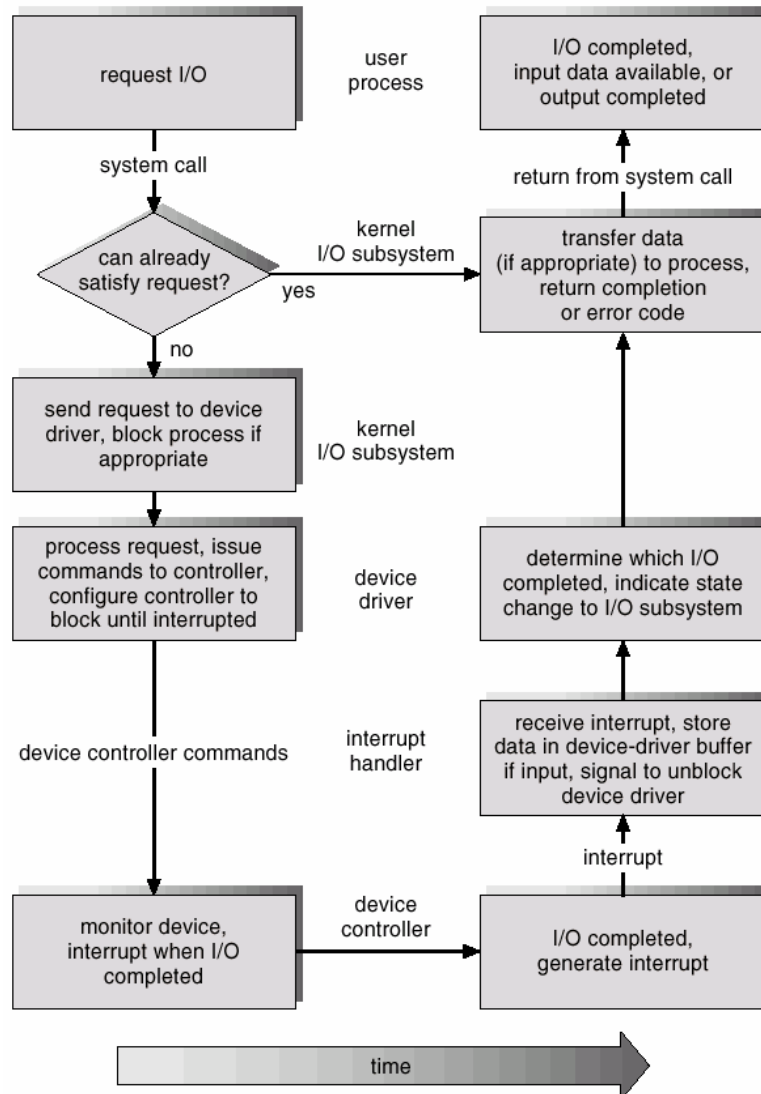 request I/O
user
process
I/O completed,
input data available, or
output completed
system call
return from system call
can already
satisfy request?
kernel
I/O subsystem
yes
transfer data
(if appropriate) to process,
return completion
or error code
no
send request to device
driver, block process if
appropriate
kernel
I/O subsystem
process request, issue
commands to controller,
configure controller to
block until interrupted
device
driver
determine which I/O
completed, indicate state
change to I/O subsystem
device controller commands
interrupt
handler
receive interrupt, store
data in device-driver buffer
if input, signal to unblock
device driver
interrupt
monitor device,
interrupt when I/O
completed
device
controller
I/O completed,
generate interrupt
time